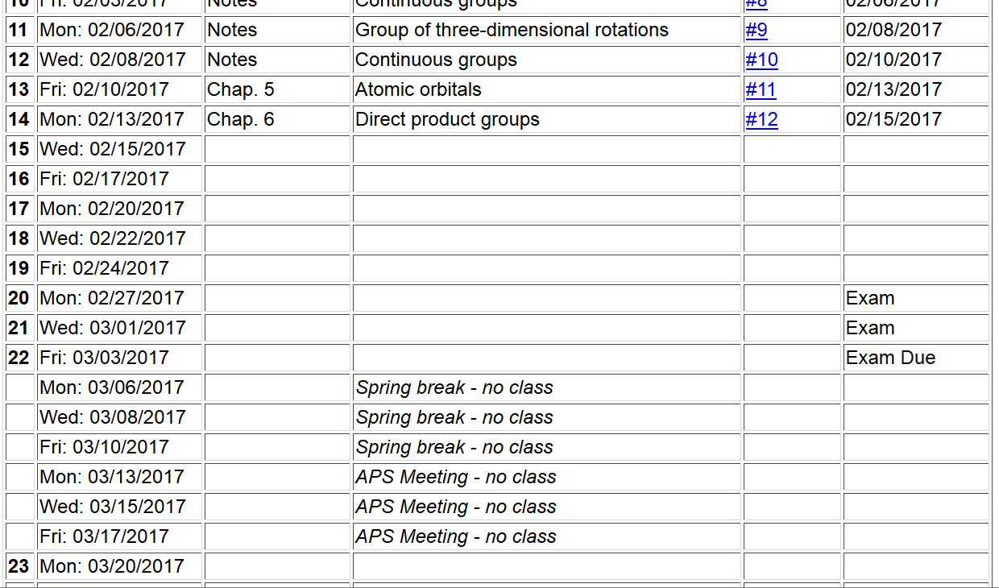 10 Fri: 02/03/2017 Notes Continuous groups #8 02/06/2017
11 Mon: 02/06/2017 Notes Group of three-dimensional rotations #9 02/08/2017
12 Wed: 02/08/2017 Notes Continuous groups #10 02/10/2017
13 Fri: 02/10/2017 Chap. 5 Atomic orbitals #11 02/13/2017
14 Mon: 02/13/2017 Chap. 6 Direct product groups #12 02/15/2017
15 Wed: 02/15/2017
16 Fri: 02/17/2017
17 Mon: 02/20/2017
18 Wed: 02/22/2017
19 Fri: 02/24/2017
20 Mon: 02/27/2017 Exam
21 Wed: 03/01/2017 Exam
22 Fri: 03/03/2017 Exam Due
Mon: 03/06/2017 Spring break - no class
Wed: 03/08/2017 Spring break - no class
Fri: 03/10/2017 Spring break - no class
Mon: 03/13/2017 APS Meeting - no class
Wed: 03/15/2017 APS Meeting - no class
Fri: 03/17/2017 APS Meeting - no class
23 Mon: 03/20/2017